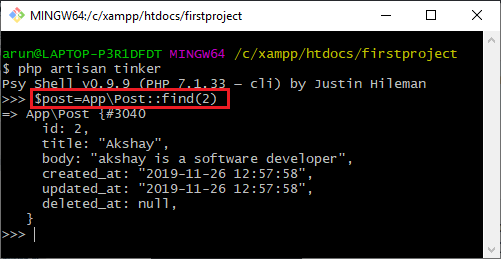 MINGW64:/c/xampp/htdocs/firstproject
arun@LAPTOP-P3R1DFDT MINGW64 /c/xampp/htdocs/firstproject
$ php artisan tinker
Psy Shell v0.9.9 (PHP 7.1.33 — cli) by Justin Hileman
>>> $post=App\Post::find(2)
=> App\Post {#3040
id: 2,
title: "Akshay",
body: "akshay is a software developer",
created_at: "2019-11-26 12:57:58",
updated_at: "2019-11-26 12:57:58",
deleted_at: null,
}
>>>